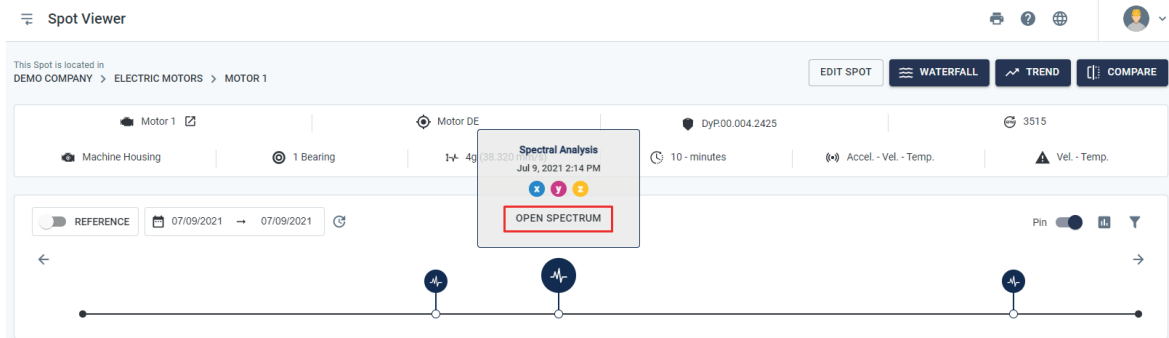 Spot Viewer
This Spot is located in
DEMO COMPANY > ELECTRIC MOTORS > MOTOR 1
EDIT SPOT
WATERFALL
TREND
COMPARE
Motor 1
Motor DE
DyP.00.004.2425
3515
Machine Housing
1 Bearing
4g (38.320 mm/s)
10 - minutes
Accel. - Vel. - Temp.
Vel. - Temp.
Spectral Analysis
Jul 9, 2021 2:14 PM
x y z
OPEN SPECTRUM
REFERENCE
07/09/2021 → 07/09/2021
Pin